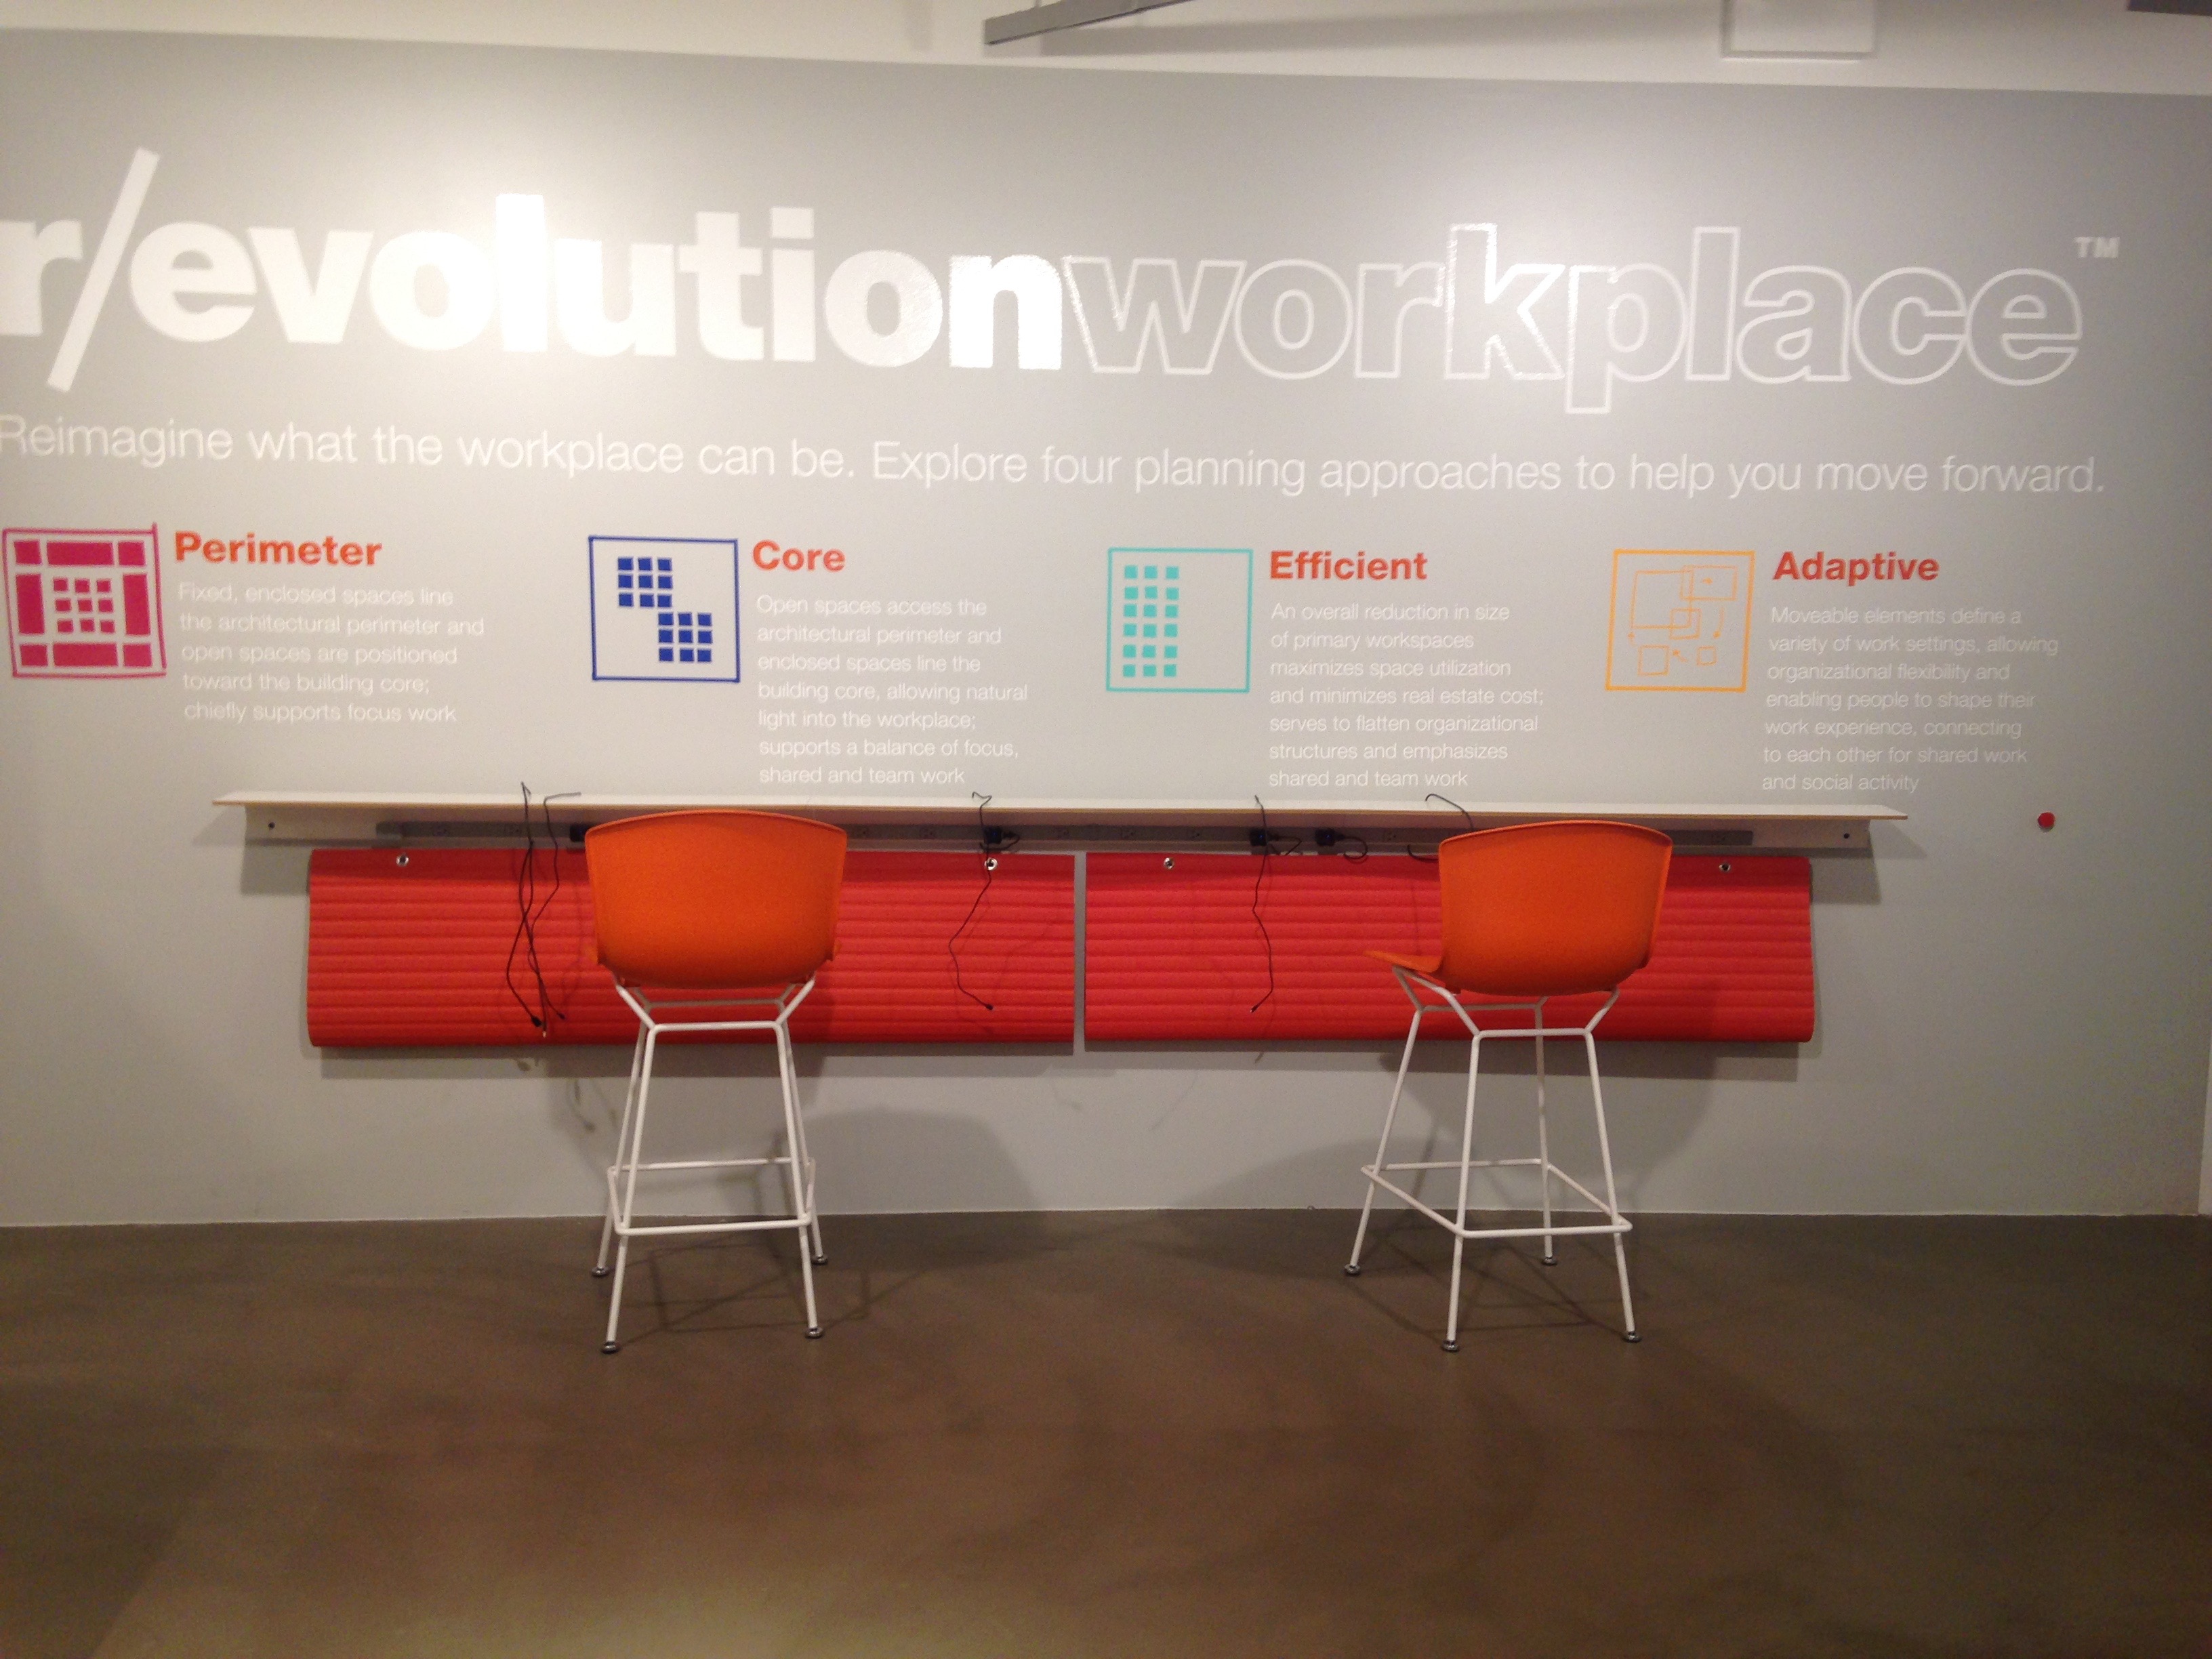 r/evolutionworkplace™
Reimagine what the workplace can be. Explore four planning approaches to help you move forward.
Perimeter
Fixed, enclosed spaces line
the architectural perimeter and
open spaces are positioned
toward the building core;
chiefly supports focus work
Core
Open spaces access the
architectural perimeter and
enclosed spaces line the
building core, allowing natural
light into the workplace;
supports a balance of focus,
shared and team work
Efficient
An overall reduction in size
of primary workspaces
maximizes space utilization
and minimizes real estate cost;
serves to flatten organizational
structures and emphasizes
shared and team work
Adaptive
Moveable elements define a
variety of work settings, allowing
organizational flexibility and
enabling people to shape their
work experience, connecting
to each other for shared work
and social activity